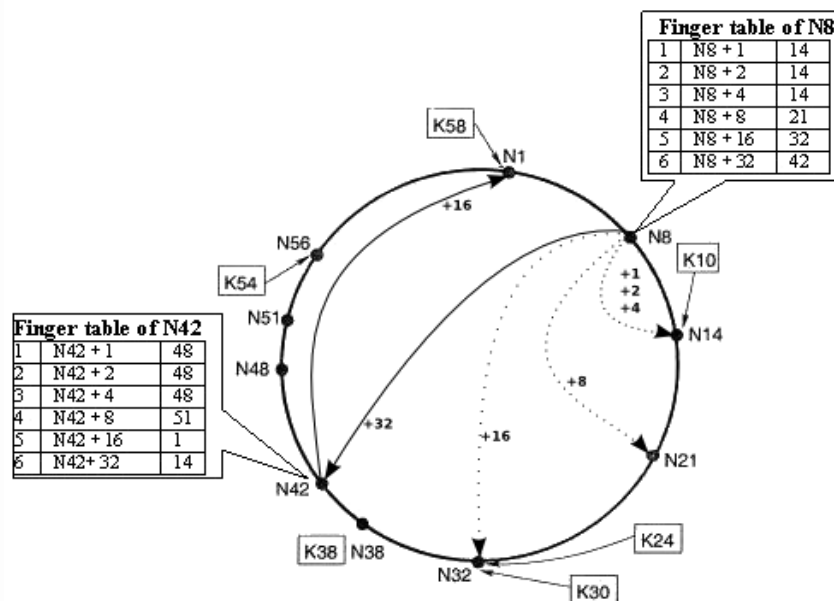 Finger table of N8
1 N8 + 1 14
2 N8 + 2 14
3 N8 + 4 14
4 N8 + 8 21
5 N8 + 16 32
6 N8 + 32 42
K58
N1
+16
N56
N8
K54
K10
+1
+2
+4
N14
N51
Finger table of N42
1 N42 + 1 48
2 N42 + 2 48
3 N42 + 4 48
4 N42 + 8 51
5 N42 + 16 1
6 N42+ 32 14
N48
+8
+32
+16
N21
N42
K38
N38
K24
N32
K30